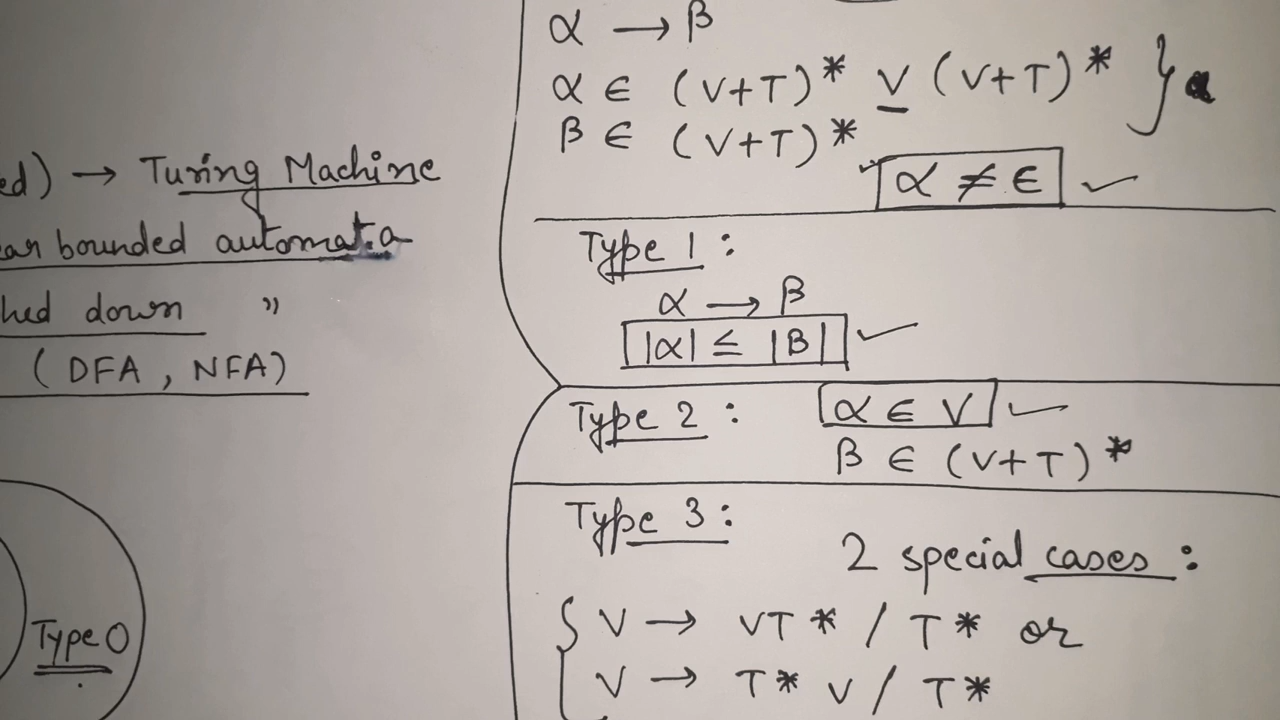 ed) → Turing Machine
ear bounded automata
hed down "
(DFA, NFA)
Type 0
α → β
α ∈ (V+T)* V (V+T)*
β ∈ (V+T)*
α ≠ ∈ ✓
Type 1 :
α → β
|α| ≤ |β| ✓
Type 2 : α ∈ V ✓
β ∈ (V+T)*
Type 3 :
2 special cases :
V → VT* / T* or
V → T* V / T*